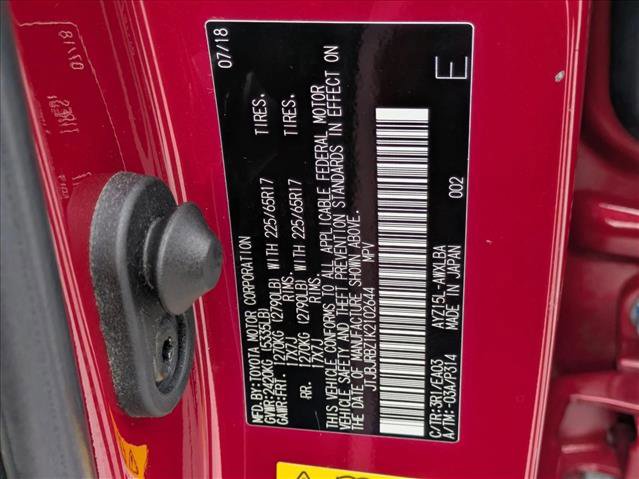 MFD.BY:TOYOTA MOTOR CORPORATION 07/18
GVWR:2420KG (5335LB)
GAWR:FRT. 1270KG (2790LB) WITH 225/65R17 TIRES.
17X7J RIMS.
RR. 1270KG (2790LB) WITH 225/65R17 TIRES.
17X7J RIMS.
THIS VEHICLE CONFORMS TO ALL APPLICABLE FEDERAL MOTOR
VEHICLE SAFETY AND THEFT PREVENTION STANDARDS IN EFFECT ON
THE DATE OF MANUFACTURE SHOWN ABOVE.
JTJBJRBZ1K2102644 MPV
C/TR:3R1/EA03 AYZ15L-AWXLBA
A/TM:-03A/P314 MADE IN JAPAN 002 E